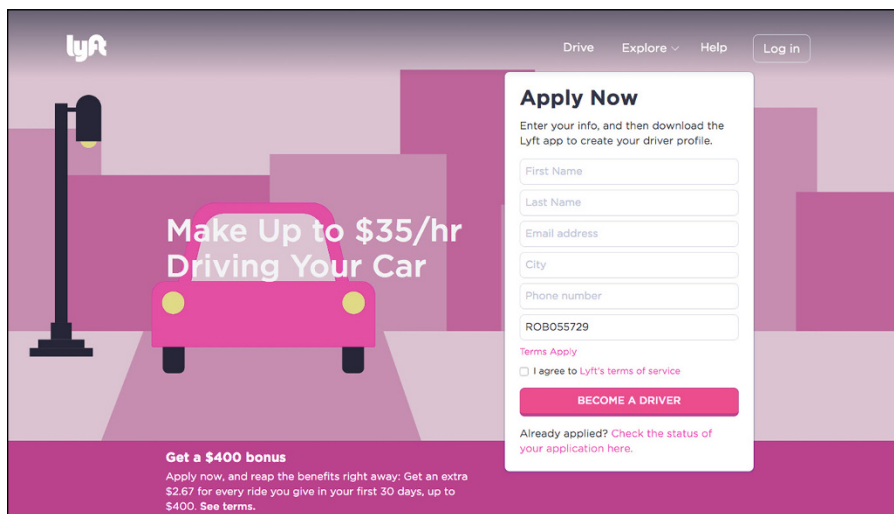 lyft
Drive
Explore
Help
Log in
Make Up to $35/hr
Driving Your Car
Apply Now
Enter your info, and then download the
Lyft app to create your driver profile.
First Name
Last Name
Email address
City
Phone number
ROB055729
Terms Apply
I agree to Lyft's terms of service
BECOME A DRIVER
Already applied? Check the status of
your application here.
Get a $400 bonus
Apply now, and reap the benefits right away: Get an extra
$2.67 for every ride you give in your first 30 days, up to
$400. See terms.